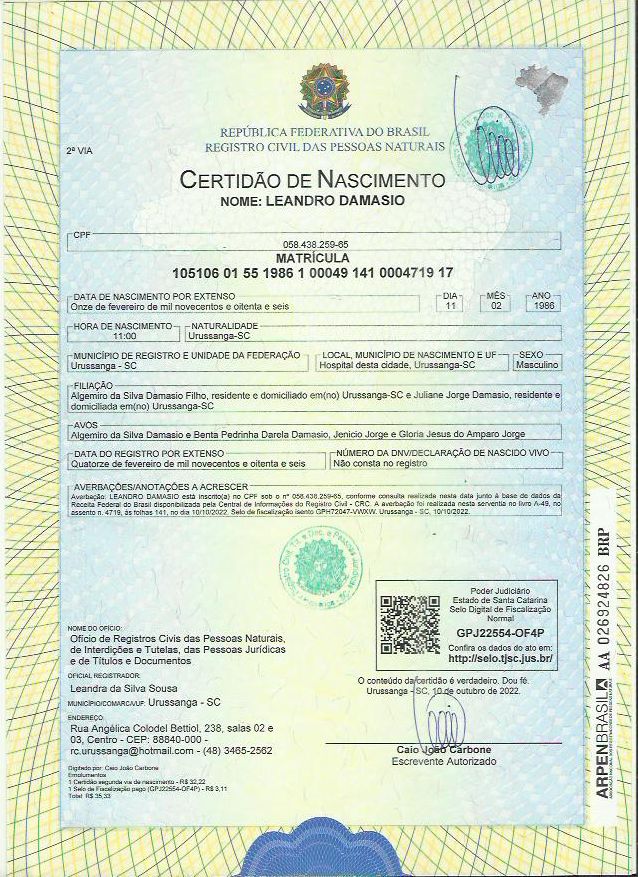 REPÚBLICA FEDERATIVA DO BRASIL
REGISTRO CIVIL DAS PESSOAS NATURAIS
2ª VIA
CERTIDÃO DE NASCIMENTO
NOME: LEANDRO DAMASIO
CPF
058.438.259-65
MATRÍCULA
105106 01 55 1986 1 00049 141 0004719 17
DATA DE NASCIMENTO POR EXTENSO DIA MÊS ANO
Onze de fevereiro de mil novecentos e oitenta e seis 11 02 1986
HORA DE NASCIMENTO NATURALIDADE
11:00 Urussanga-SC
MUNICÍPIO DE REGISTRO E UNIDADE DA FEDERAÇÃO LOCAL, MUNICÍPIO DE NASCIMENTO E UF SEXO
Urussanga - SC Hospital desta cidade, Urussanga-SC Masculino
FILIAÇÃO
Algemiro da Silva Damasio Filho, residente e domiciliado em(no) Urussanga-SC e Juliane Jorge Damasio, residente e
domiciliada em(no) Urussanga-SC
AVÓS
Algemiro da Silva Damasio e Benta Pedrinha Darela Damasio, Jenicio Jorge e Gloria Jesus do Amparo Jorge
DATA DO REGISTRO POR EXTENSO NÚMERO DA DNV/DECLARAÇÃO DE NASCIDO VIVO
Quatorze de fevereiro de mil novecentos e oitenta e seis Não consta no registro
AVERBAÇÕES/ANOTAÇÕES A ACRESCER
Averbação: LEANDRO DAMASIO está inscrito(a) no CPF sob o nº 058.438.259-65, conforme consulta realizada nesta data junto à base de dados da
Receita Federal do Brasil disponibilizada pela Central de Informações do Registro Civil - CRC. A averbação foi realizada nesta serventia no livro A-49, no
assento n. 4719, às folhas 141, no dia 10/10/2022. Selo de fiscalização isento GPH72047-VWXW. Urussanga - SC, 10/10/2022.
Poder Judiciário
Estado de Santa Catarina
Selo Digital de Fiscalização
Normal
GPJ22554-OF4P
Confira os dados do ato em:
http://selo.tjsc.jus.br/
NOME DO OFÍCIO:
Ofício de Registros Civis das Pessoas Naturais,
de Interdições e Tutelas, das Pessoas Jurídicas
e de Títulos e Documentos
OFICIAL REGISTRADOR:
Leandra da Silva Sousa
MUNICÍPIO/COMARCA/UF: Urussanga - SC
ENDEREÇO:
Rua Angélica Colodel Bettiol, 238, salas 02 e
03, Centro - CEP: 88840-000 -
rc.urussanga@hotmail.com - (48) 3465-2562
O conteúdo da certidão é verdadeiro. Dou fé.
Urussanga - SC, 10 de outubro de 2022.
Caio João Carbone
Escrevente Autorizado
Digitado por: Caio João Carbone
Emolumentos
1 Certidão segunda via de nascimento - R$ 32,22
1 Selo de Fiscalização pago (GPJ22554-OF4P) - R$ 3,11
Total R$ 35,33
ARPENBRASIL AA 026924826 BRP